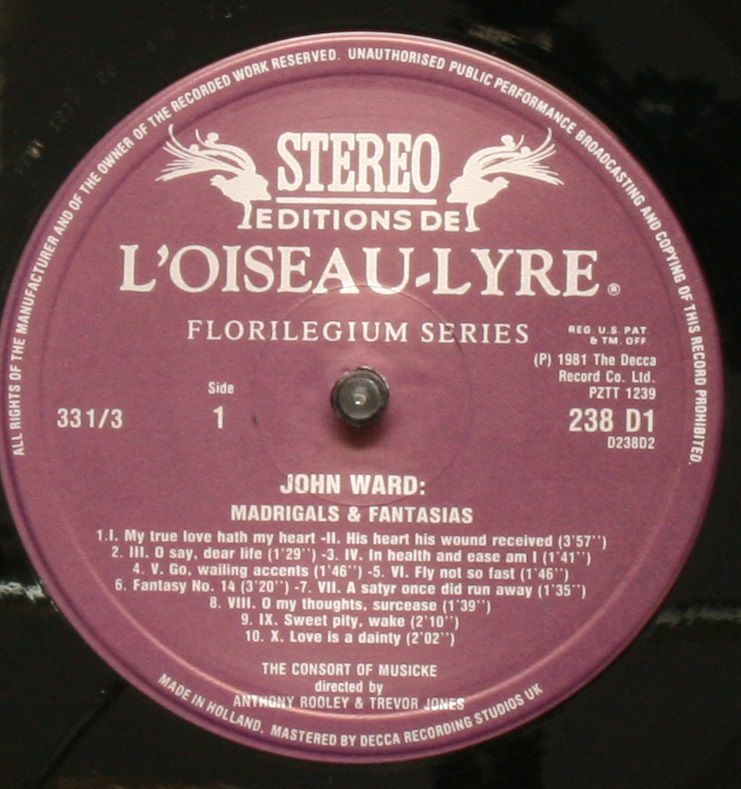 ALL RIGHTS OF THE MANUFACTURER AND OF THE OWNER OF THE RECORDED WORK RESERVED. UNAUTHORISED PUBLIC PERFORMANCE BROADCASTING AND COPYING OF THIS RECORD PROHIBITED.
STEREO
EDITIONS DE
L'OISEAU-LYRE®
FLORILEGIUM SERIES
REG. U.S. PAT.
& TM. OFF.
(P) 1981 The Decca
Record Co. Ltd.
PZTT 1239
Side
33 1/3
1
238 D1
D238D2
JOHN WARD:
MADRIGALS & FANTASIAS
1.I. My true love hath my heart -II. His heart his wound received (3'57'')
2. III. O say, dear life (1'29'') -3. IV. In health and ease am I (1'41'')
4. V. Go, wailing accents (1'46'') -5. VI. Fly not so fast (1'46'')
6. Fantasy No. 14 (3'20'') -7. VII. A satyr once did run away (1'35'')
8. VIII. O my thoughts, surcease (1'39'')
9. IX. Sweet pity, wake (2'10'')
10. X. Love is a dainty (2'02'')
THE CONSORT OF MUSICKE
directed by
ANTHONY ROOLEY & TREVOR JONES
MADE IN HOLLAND. MASTERED BY DECCA RECORDING STUDIOS UK